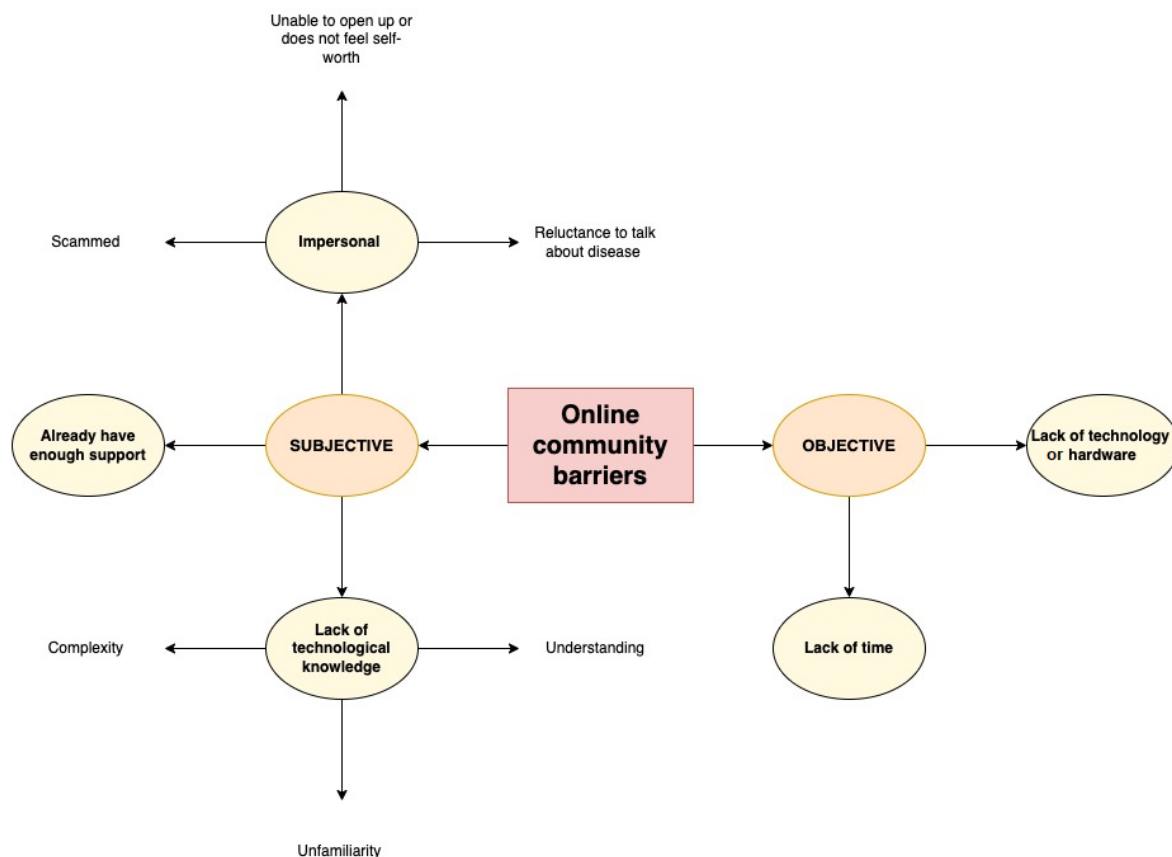 Unable to open up or
does not feel self-
worth
Scammed
Impersonal
Reluctance to talk
about disease
Already have
enough support
SUBJECTIVE
Online
community
barriers
OBJECTIVE
Lack of technology
or hardware
Complexity
Lack of
technological
knowledge
Understanding
Lack of time
Unfamiliarity